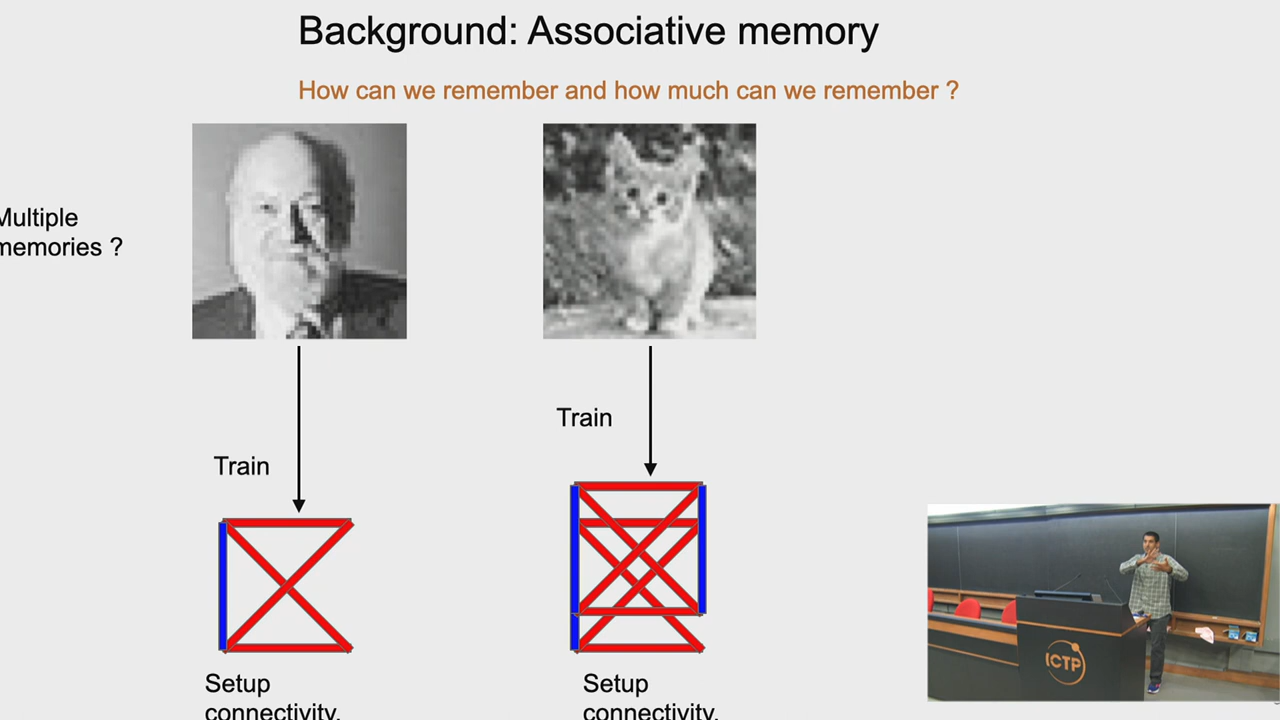 Background: Associative memory
How can we remember and how much can we remember ?
Multiple
memories ?
Train
Train
Setup
connectivity.
Setup
connectivity.
ICTP